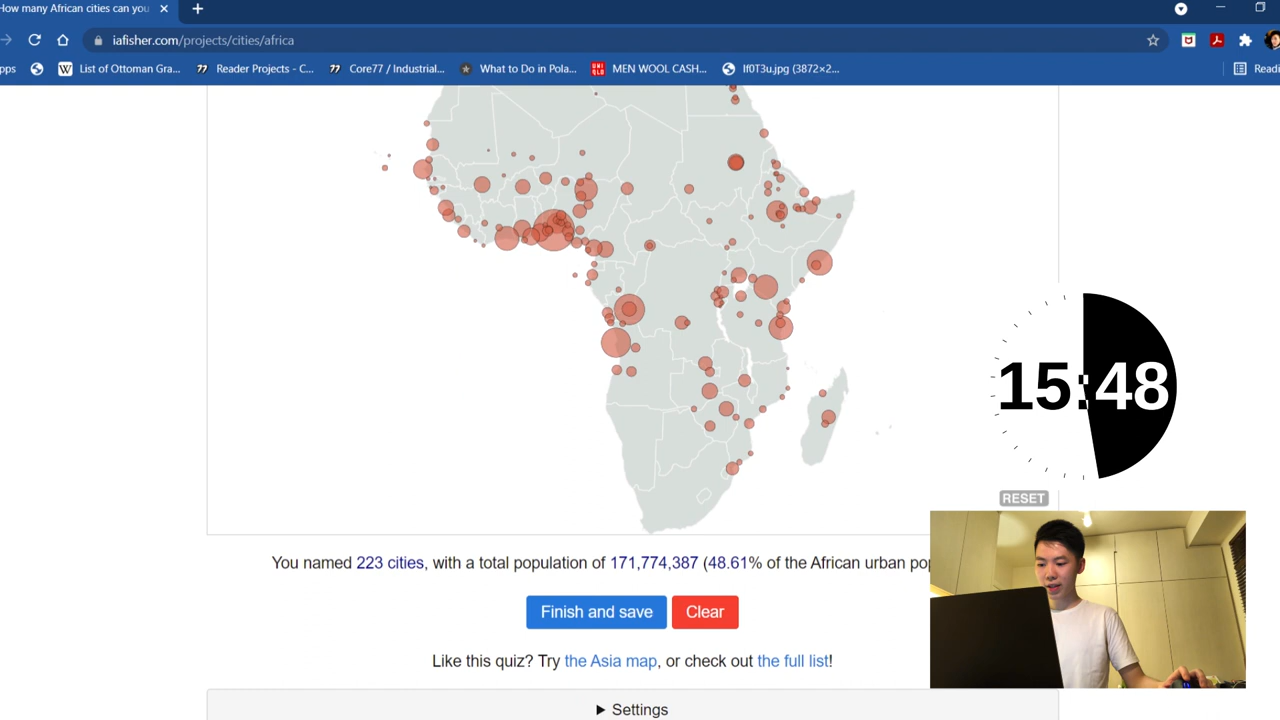 How many African cities can you
iafisher.com/projects/cities/africa
pps
W List of Ottoman Gra...
Reader Projects - C...
Core77 / Industrial...
What to Do in Pola...
UNI QLO MEN WOOL CASH...
If0T3u.jpg (3872×2...
Readi
15:48
RESET
You named 223 cities, with a total population of 171,774,387 (48.61% of the African urban pop
Finish and save
Clear
Like this quiz? Try the Asia map, or check out the full list!
▶ Settings